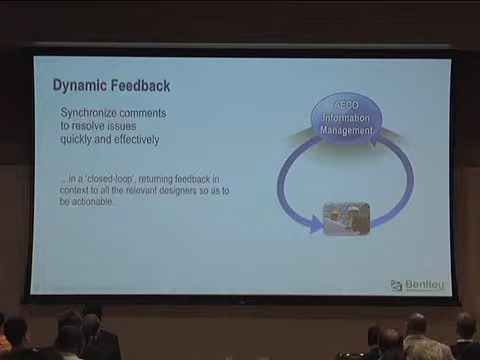 Dynamic Feedback
Synchronize comments
to resolve issues
quickly and effectively
...in a 'closed-loop', returning feedback in
context to all the relevant designers so as to
be actionable.
AECO
Information
Management
Bentley